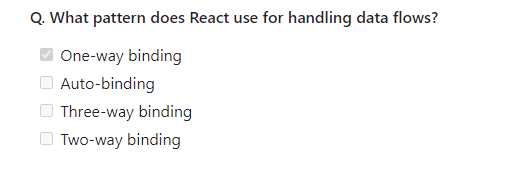 Q. What pattern does React use for handling data flows?
One-way binding
Auto-binding
Three-way binding
Two-way binding